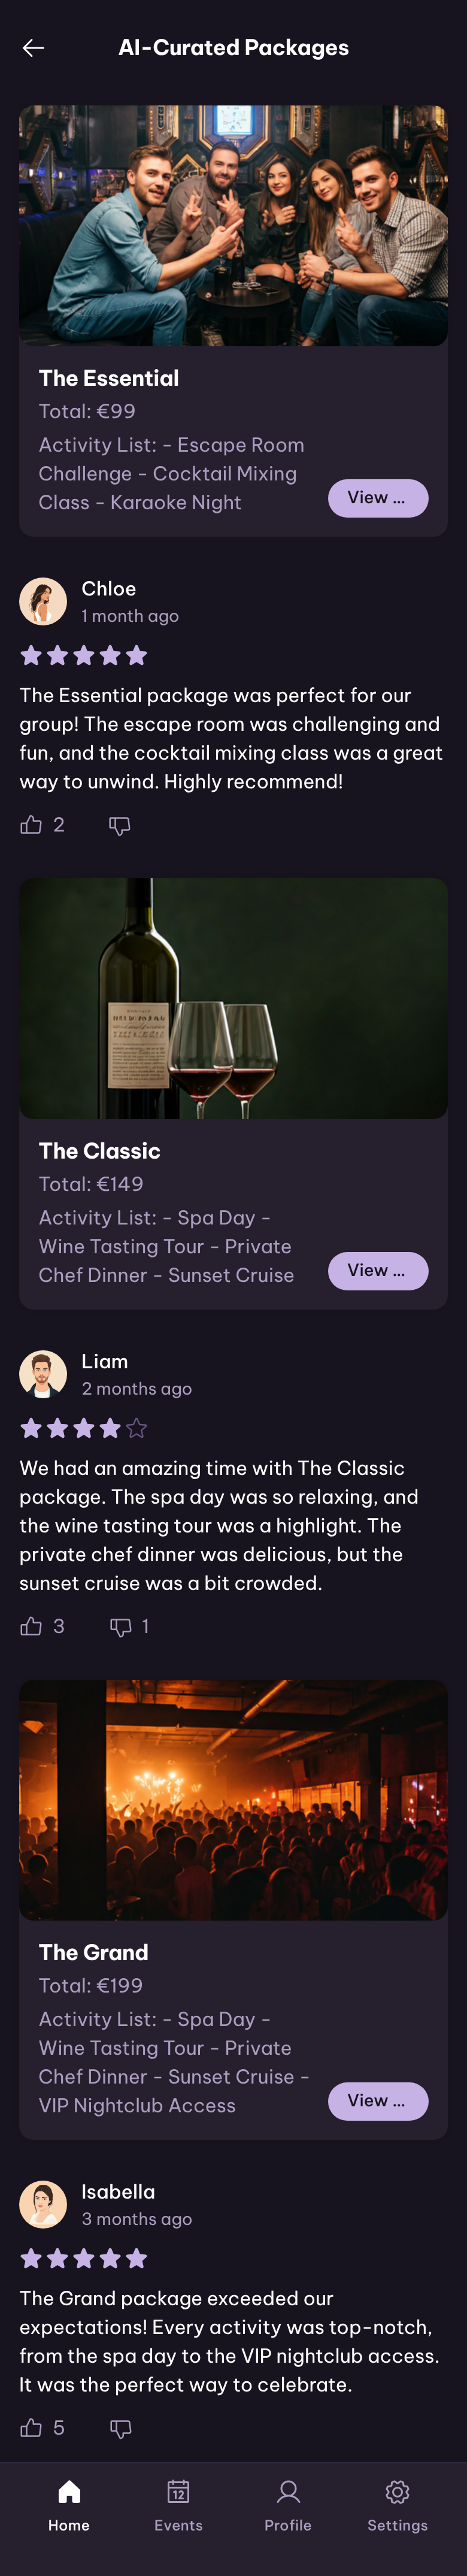 AI-Curated Packages
The Essential
Total: €99
Activity List: - Escape Room
Challenge - Cocktail Mixing
Class - Karaoke Night
View ...
Chloe
1 month ago
The Essential package was perfect for our
group! The escape room was challenging and
fun, and the cocktail mixing class was a great
way to unwind. Highly recommend!
2
The Classic
Total: €149
Activity List: - Spa Day -
Wine Tasting Tour - Private
Chef Dinner - Sunset Cruise
View ...
Liam
2 months ago
We had an amazing time with The Classic
package. The spa day was so relaxing, and
the wine tasting tour was a highlight. The
private chef dinner was delicious, but the
sunset cruise was a bit crowded.
3 1
The Grand
Total: €199
Activity List: - Spa Day -
Wine Tasting Tour - Private
Chef Dinner - Sunset Cruise -
VIP Nightclub Access
View ...
Isabella
3 months ago
The Grand package exceeded our
expectations! Every activity was top-notch,
from the spa day to the VIP nightclub access.
It was the perfect way to celebrate.
5
12
Home Events Profile Settings